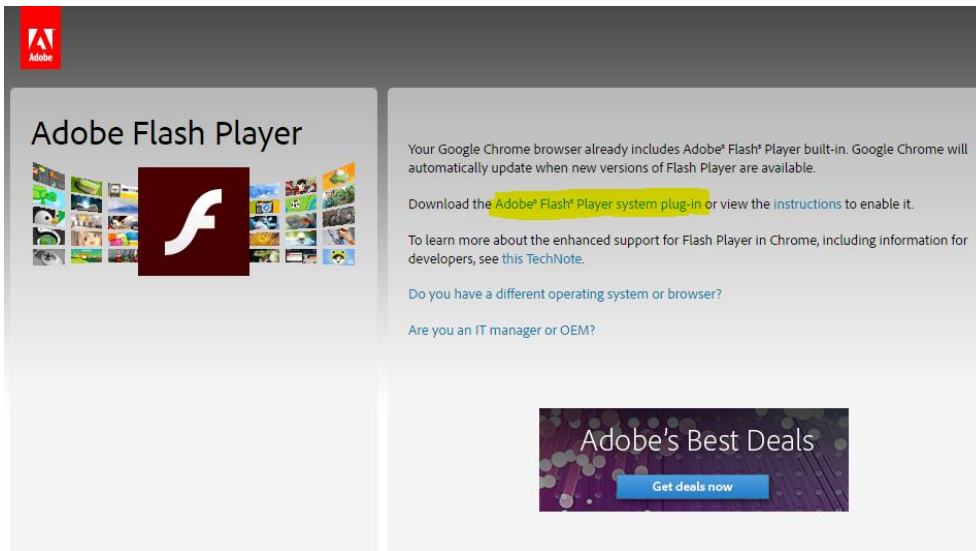 Adobe
Adobe Flash Player
Your Google Chrome browser already includes Adobe® Flash® Player built-in. Google Chrome will
automatically update when new versions of Flash Player are available.
Download the Adobe® Flash® Player system plug-in or view the instructions to enable it.
To learn more about the enhanced support for Flash Player in Chrome, including information for
developers, see this TechNote.
Do you have a different operating system or browser?
Are you an IT manager or OEM?
Adobe's Best Deals
Get deals now